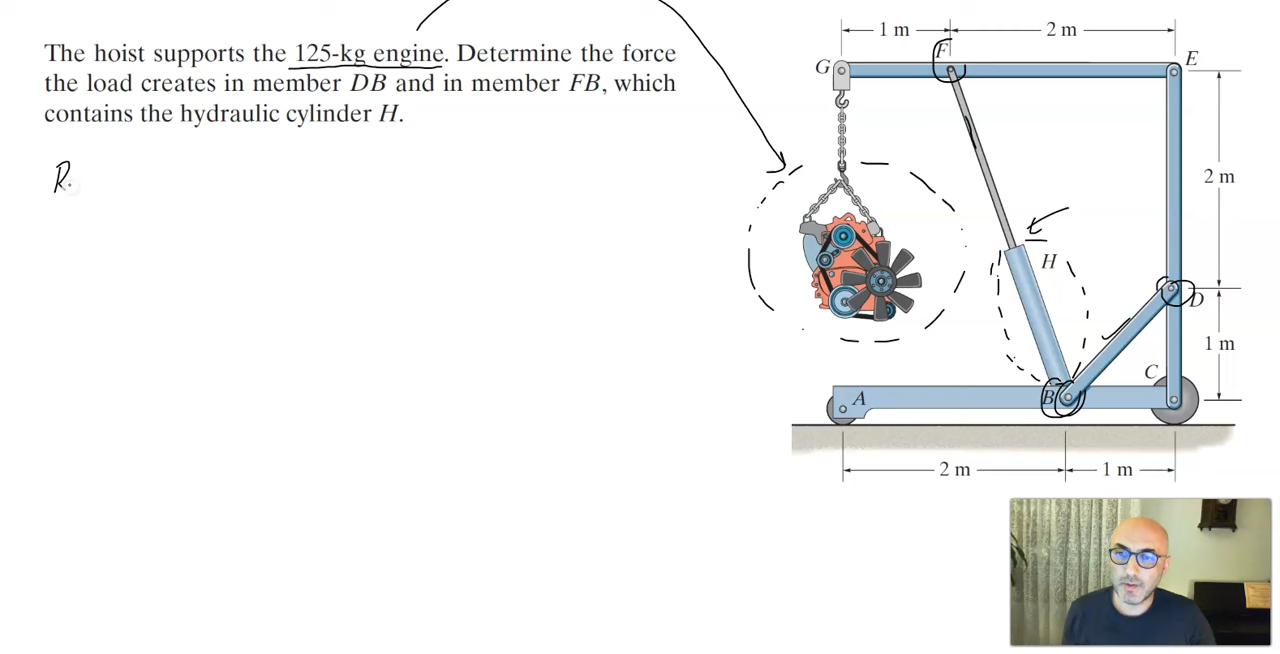 The hoist supports the 125-kg engine. Determine the force
the load creates in member DB and in member FB, which
contains the hydraulic cylinder H.
R.
1 m
2 m
G
F
E
2 m
H
D
1 m
C
A
B
2 m
1 m